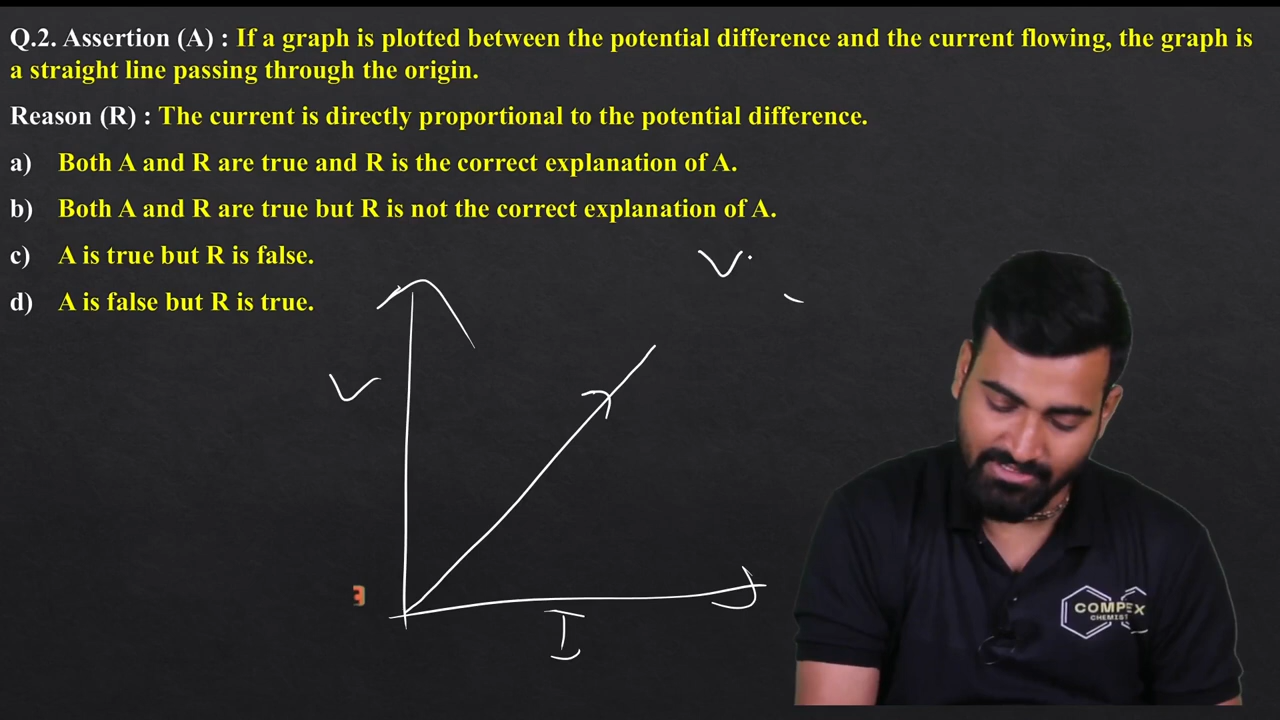 Q.2. Assertion (A) : If a graph is plotted between the potential difference and the current flowing, the graph is
a straight line passing through the origin.
Reason (R) : The current is directly proportional to the potential difference.
a) Both A and R are true and R is the correct explanation of A.
b) Both A and R are true but R is not the correct explanation of A.
c) A is true but R is false.
d) A is false but R is true.
V
V
I